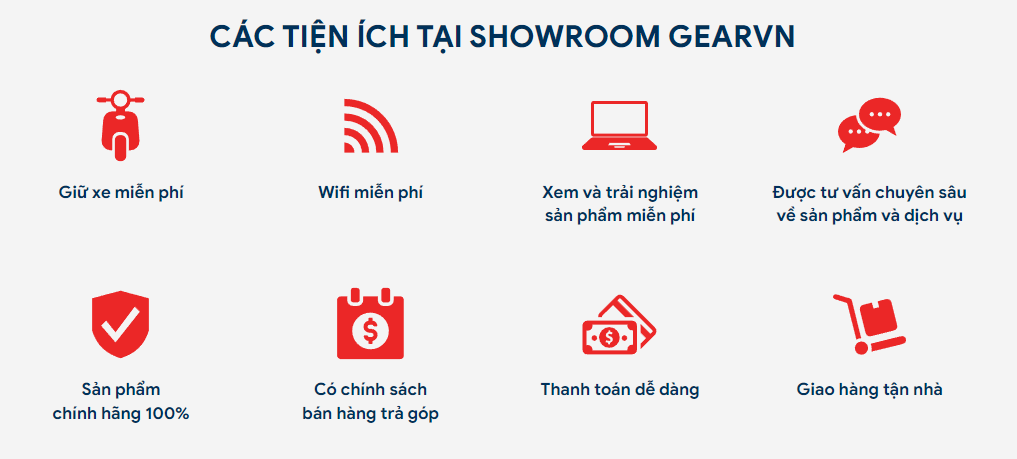 CÁC TIỆN ÍCH TẠI SHOWROOM GEARVN
Giữ xe miễn phí
Wifi miễn phí
Xem và trải nghiệm
sản phẩm miễn phí
Được tư vấn chuyên sâu
về sản phẩm và dịch vụ
Sản phẩm
chính hãng 100%
Có chính sách
bán hàng trả góp
Thanh toán dễ dàng
Giao hàng tận nhà